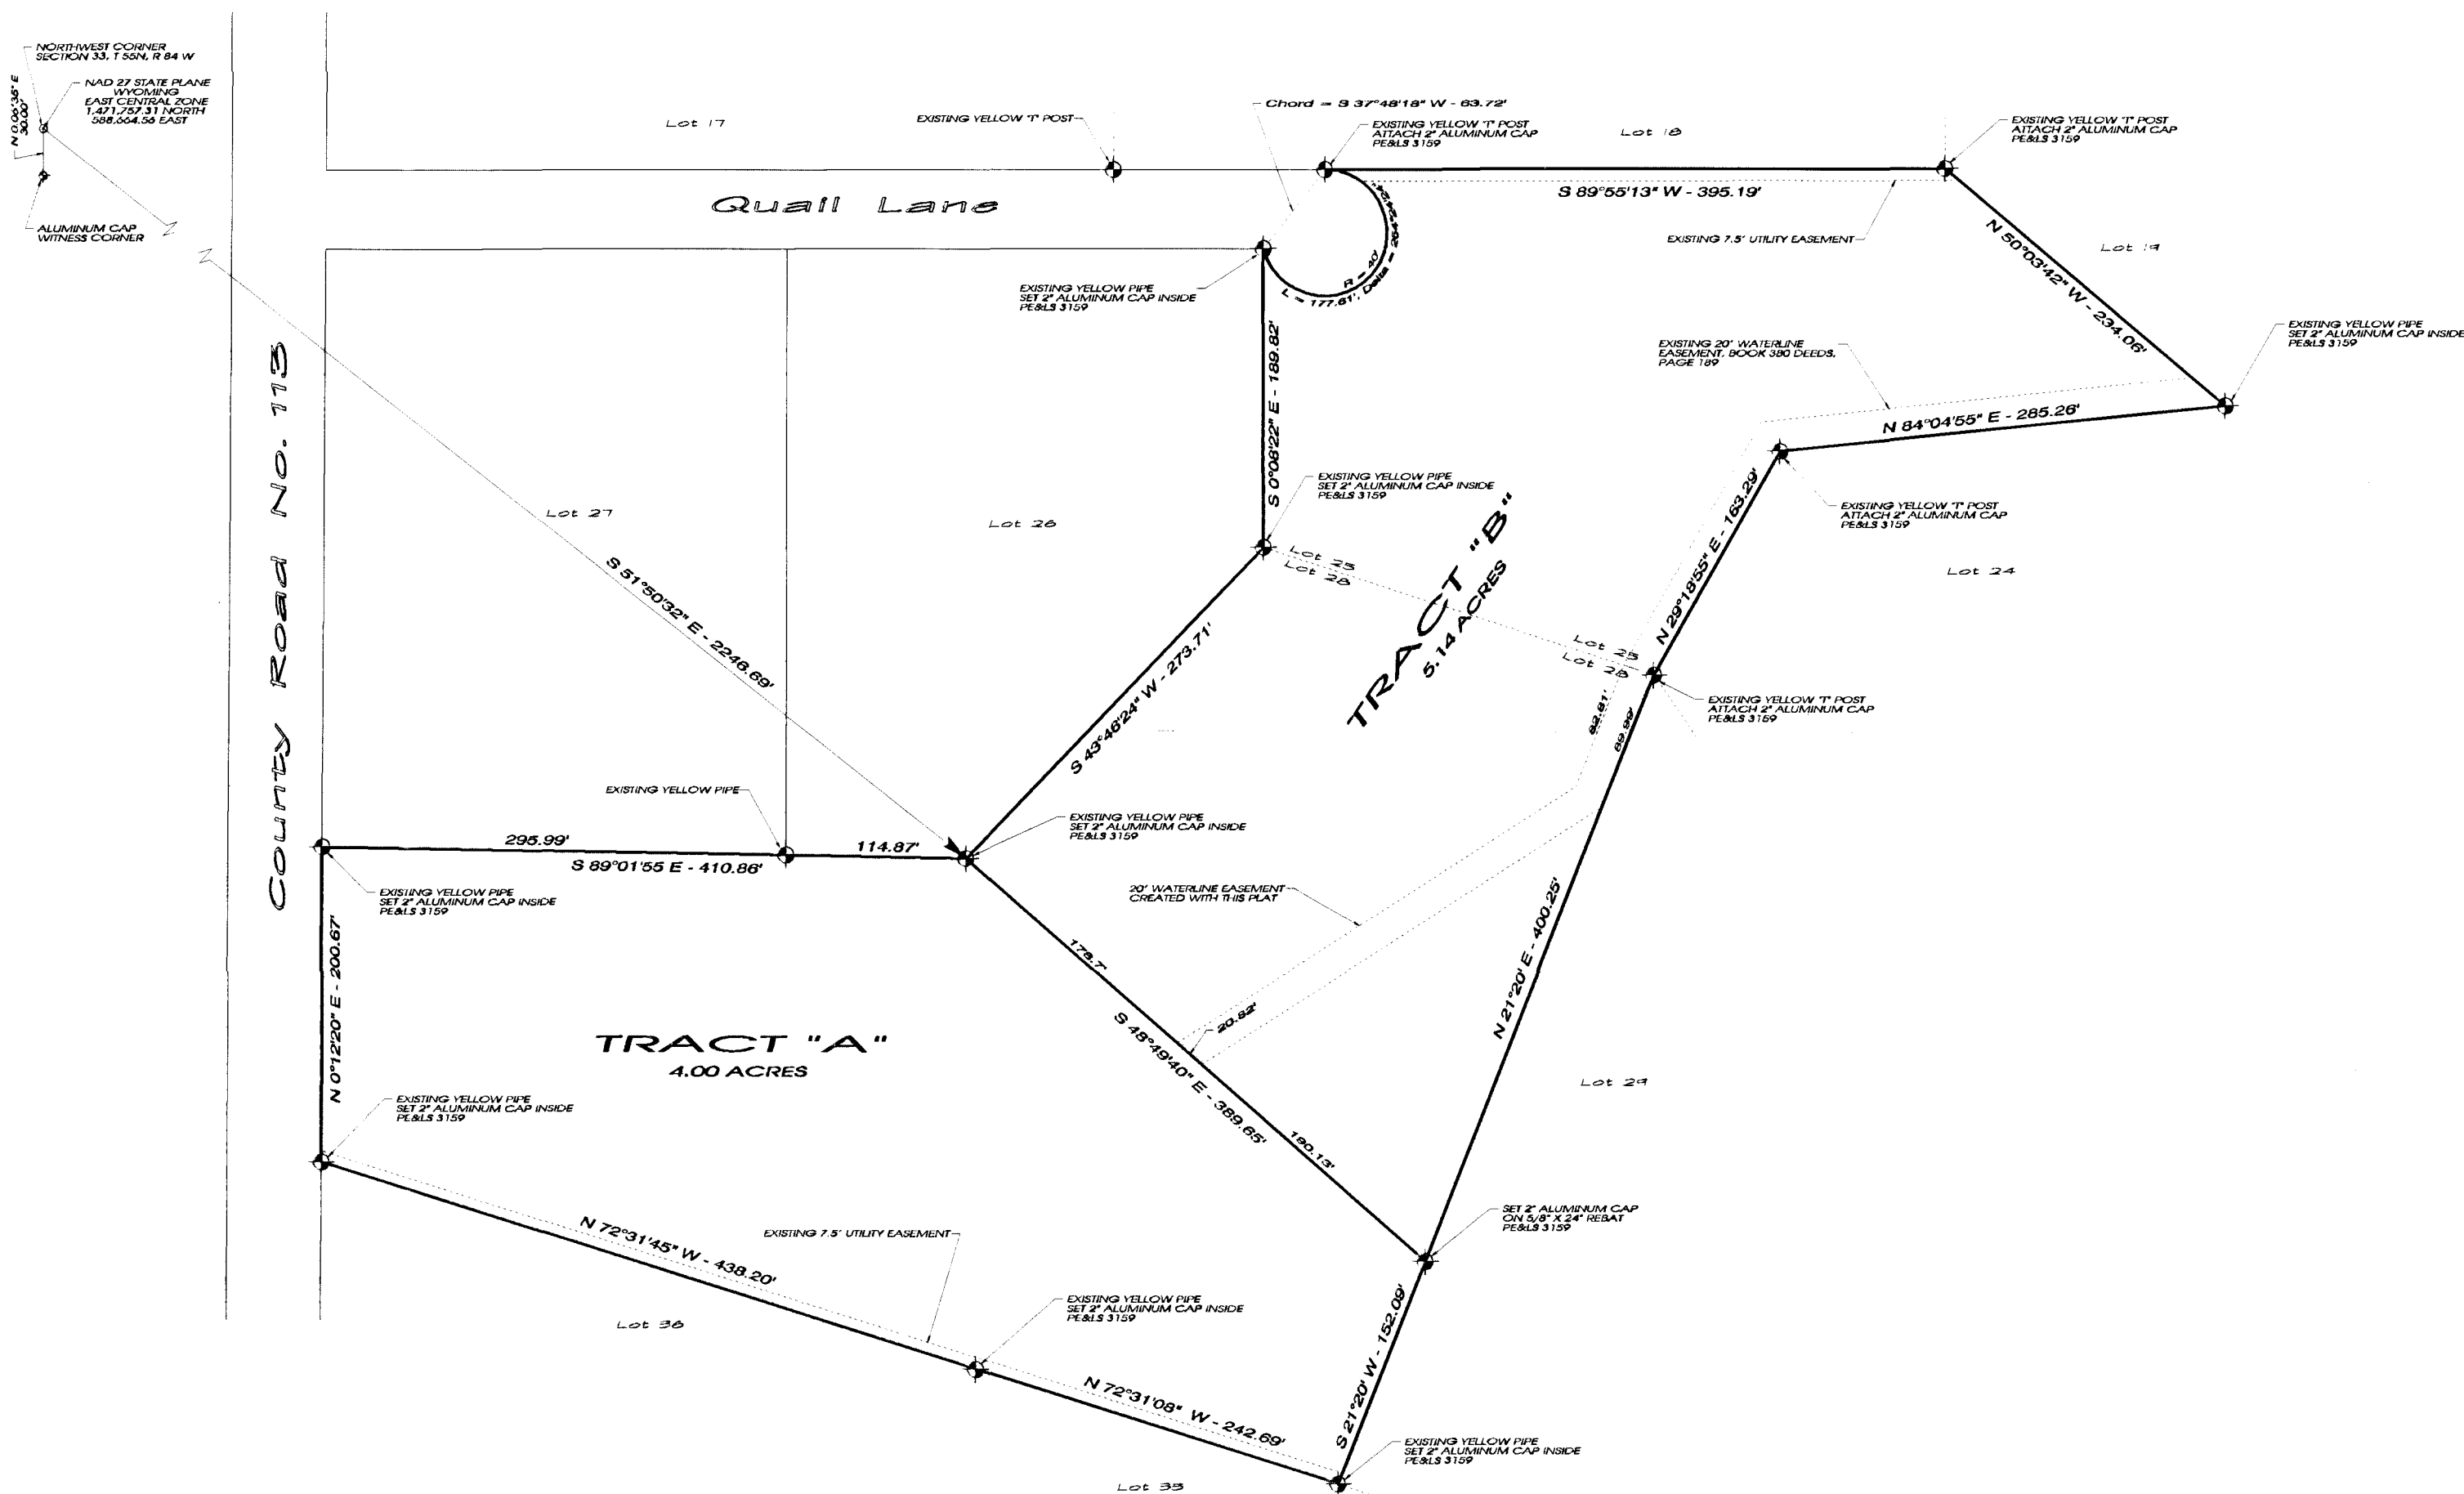 NORTHWEST CORNER
SECTION 33, T 55N, R 84 W
NAD 27 STATE PLANE
WYOMING
EAST CENTRAL ZONE
1,471,757.31 NORTH
588,664.56 EAST
N 0°06'35" E
30.00'
ALUMINUM CAP
WITNESS CORNER
Lot 17
EXISTING YELLOW 'T' POST
Chord = S 37°48'18" W - 63.72'
EXISTING YELLOW 'T' POST
ATTACH 2" ALUMINUM CAP
PE&LS 3159
Lot 18
EXISTING YELLOW 'T' POST
ATTACH 2" ALUMINUM CAP
PE&LS 3159
Quail Lane
S 89°55'13" W - 395.19'
EXISTING 7.5' UTILITY EASEMENT
N 50°03'42" W - 234.06'
Lot 19
EXISTING YELLOW PIPE
SET 2" ALUMINUM CAP INSIDE
PE&LS 3159
R = 40'
L = 177.61', Delta =
EXISTING YELLOW PIPE
SET 2" ALUMINUM CAP INSIDE
PE&LS 3159
EXISTING 20' WATERLINE
EASEMENT, BOOK 380 DEEDS,
PAGE 189
N 84°04'55" E - 285.26'
S 0°08'22" E - 189.82'
County Road No. 113
Lot 27
Lot 26
EXISTING YELLOW PIPE
SET 2" ALUMINUM CAP INSIDE
PE&LS 3159
TRACT "B"
5.14 ACRES
N 29°18'55" E - 163.29'
EXISTING YELLOW 'T' POST
ATTACH 2" ALUMINUM CAP
PE&LS 3159
Lot 25
Lot 28
Lot 24
S 51°50'32" E - 2246.69'
S 43°46'24" W - 273.71'
Lot 25
Lot 28
82.81'
89.99'
EXISTING YELLOW 'T' POST
ATTACH 2" ALUMINUM CAP
PE&LS 3159
EXISTING YELLOW PIPE
EXISTING YELLOW PIPE
SET 2" ALUMINUM CAP INSIDE
PE&LS 3159
295.99'
114.87'
S 89°01'55 E - 410.86'
EXISTING YELLOW PIPE
SET 2" ALUMINUM CAP INSIDE
PE&LS 3159
20' WATERLINE EASEMENT
CREATED WITH THIS PLAT
N 21°20' E - 400.25'
N 0°12'20" E - 200.67'
178.7'
20.82'
S 48°49'40" E - 389.65'
190.13'
TRACT "A"
4.00 ACRES
Lot 29
EXISTING YELLOW PIPE
SET 2" ALUMINUM CAP INSIDE
PE&LS 3159
SET 2" ALUMINUM CAP
ON 5/8" X 24" REBAT
PE&LS 3159
N 72°31'45" W - 438.20'
EXISTING 7.5' UTILITY EASEMENT
EXISTING YELLOW PIPE
SET 2" ALUMINUM CAP INSIDE
PE&LS 3159
Lot 36
S 21°20' W - 152.09'
N 72°31'08" W - 242.69'
EXISTING YELLOW PIPE
SET 2" ALUMINUM CAP INSIDE
PE&LS 3159
Lot 35